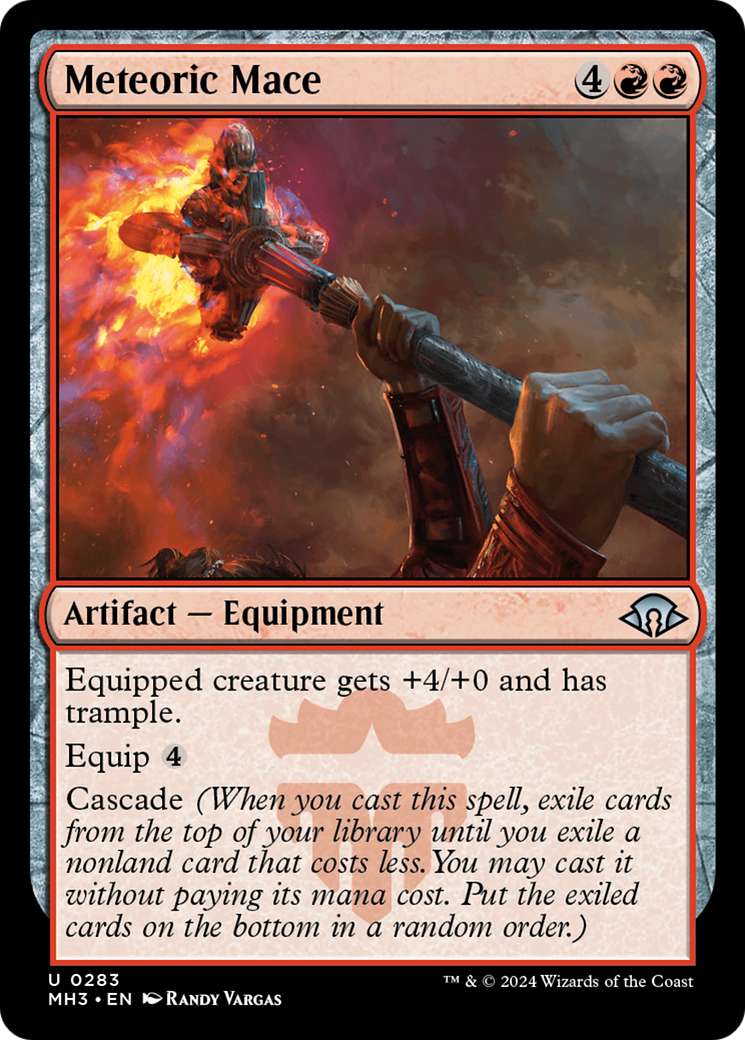 Meteoric Mace 4
Artifact — Equipment
Equipped creature gets +4/+0 and has
trample.
Equip 4
Cascade (When you cast this spell, exile cards
from the top of your library until you exile a
nonland card that costs less. You may cast it
without paying its mana cost. Put the exiled
cards on the bottom in a random order.)
U 0283
MH3 • EN Randy Vargas
™ & © 2024 Wizards of the Coast